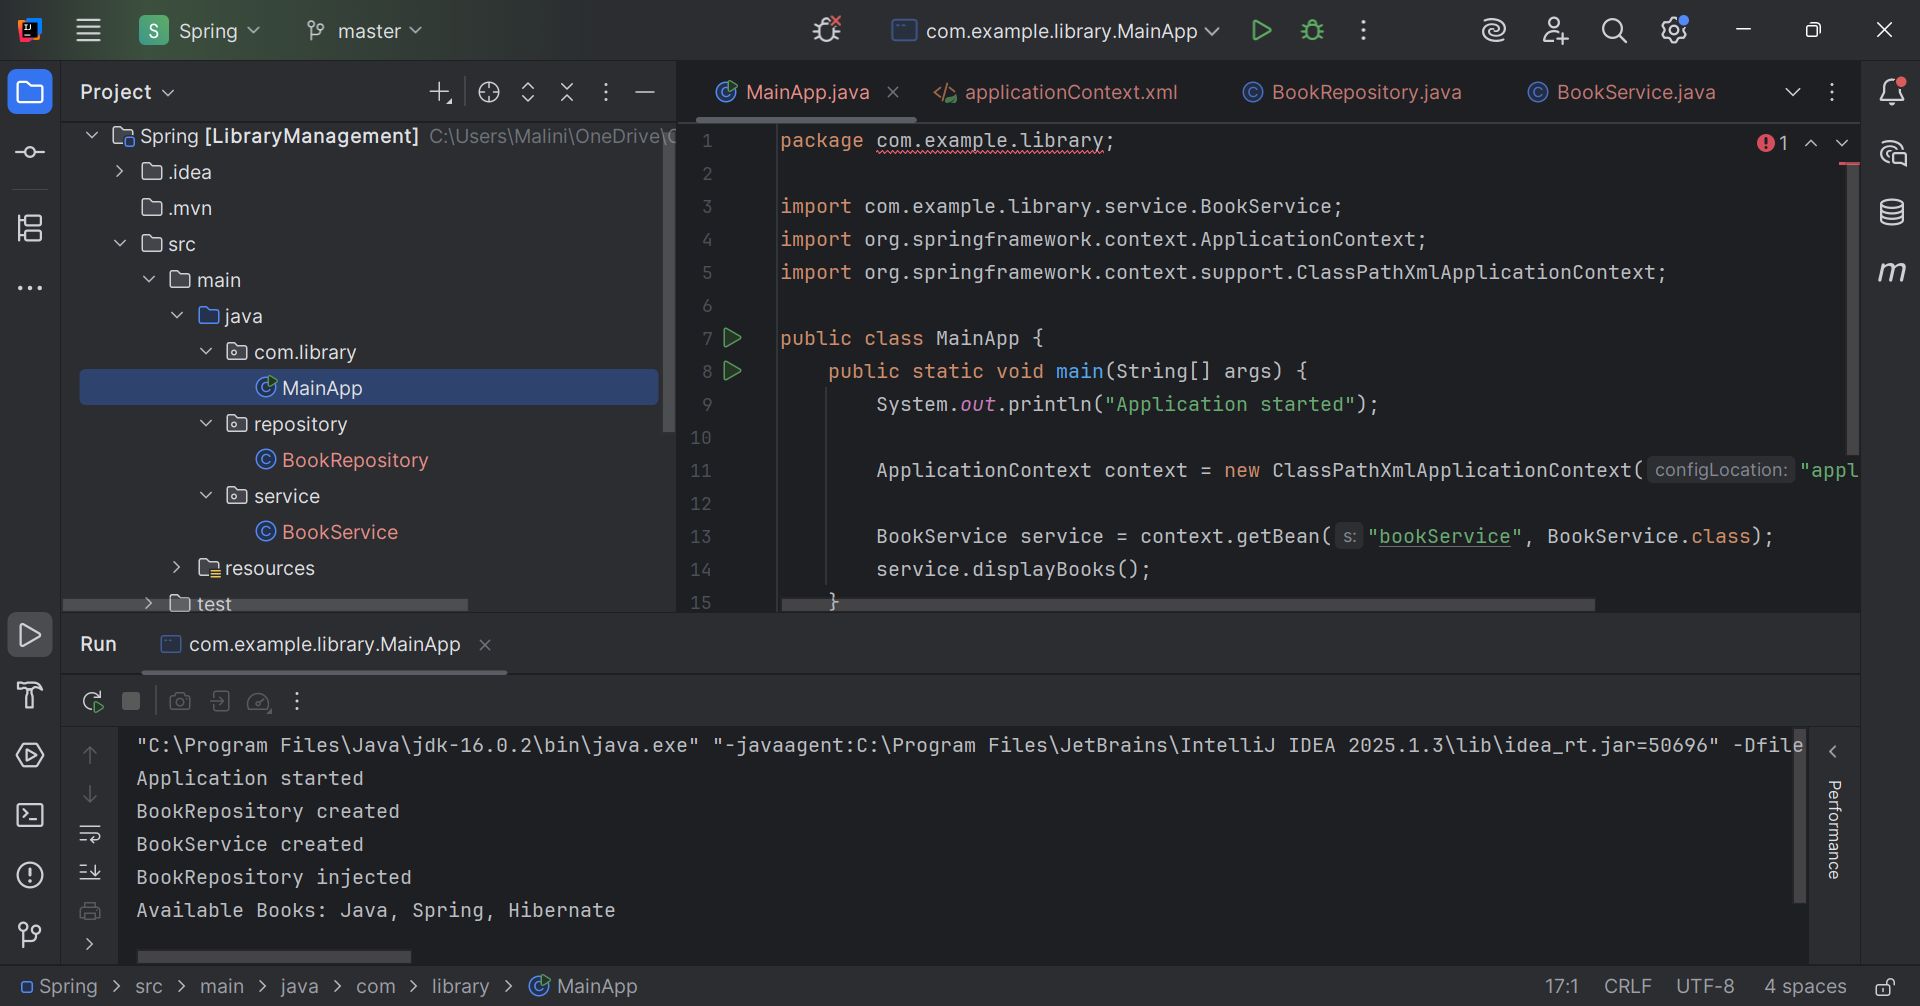 S Spring master com.example.library.MainApp
Project
MainApp.java applicationContext.xml BookRepository.java BookService.java
Spring [LibraryManagement] C:\Users\Malini\OneDrive\
.idea
.mvn
src
main
java
com.library
MainApp
repository
BookRepository
service
BookService
resources
test
1 package com.example.library; 1
2
3 import com.example.library.service.BookService;
4 import org.springframework.context.ApplicationContext;
5 import org.springframework.context.support.ClassPathXmlApplicationContext;
6
7 public class MainApp {
8 public static void main(String[] args) {
9 System.out.println("Application started");
10
11 ApplicationContext context = new ClassPathXmlApplicationContext( configLocation: "appl
12
13 BookService service = context.getBean( s: "bookService", BookService.class);
14 service.displayBooks();
15 }
m
Run com.example.library.MainApp
"C:\Program Files\Java\jdk-16.0.2\bin\java.exe" "-javaagent:C:\Program Files\JetBrains\IntelliJ IDEA 2025.1.3\lib\idea_rt.jar=50696" -Dfile
Application started
BookRepository created
BookService created
BookRepository injected
Available Books: Java, Spring, Hibernate
Performance
Spring > src > main > java > com > library > MainApp 17:1 CRLF UTF-8 4 spaces